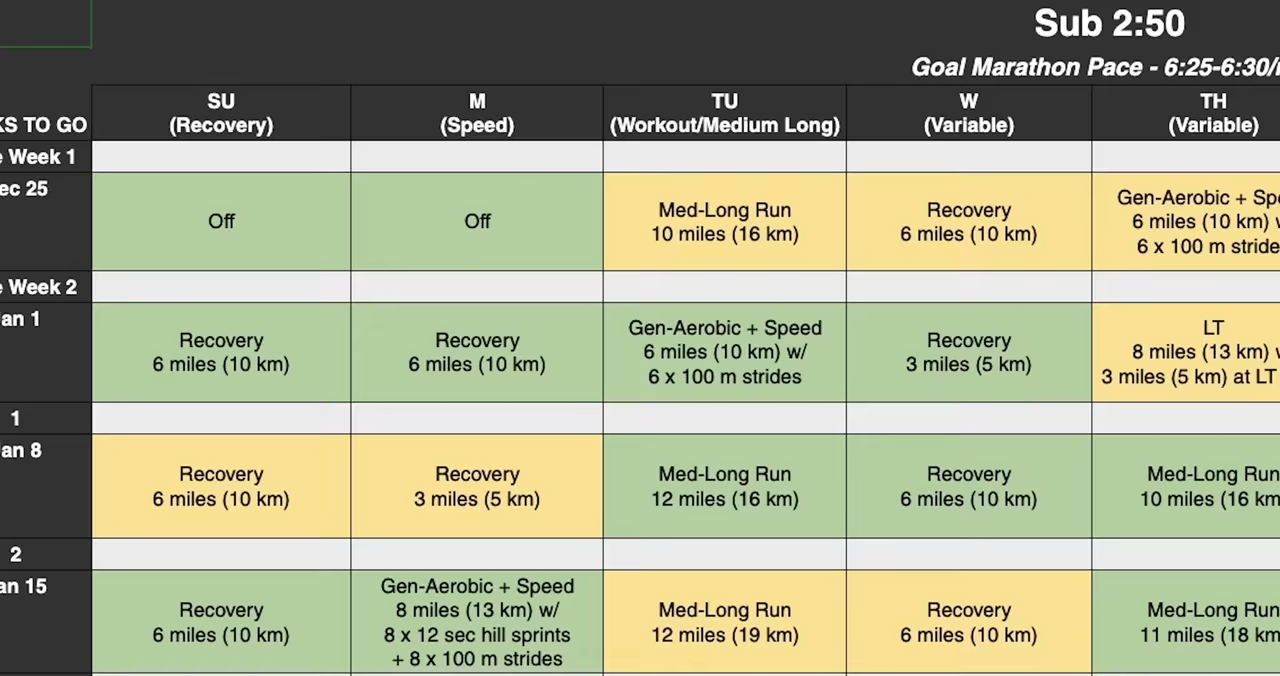 Sub 2:50
Goal Marathon Pace - 6:25-6:30/
SU
(Recovery)
M
(Speed)
TU
(Workout/Medium Long)
W
(Variable)
TH
(Variable)
TO GO
Week 1
25
Off
Off
Med-Long Run
10 miles (16 km)
Recovery
6 miles (10 km)
Gen-Aerobic +
6 miles (10 km)
6 x 100 m
Week 2
1
Recovery
6 miles (10 km)
Recovery
6 miles (10 km)
Gen-Aerobic + Speed
6 miles (10 km) w/
6 x 100 m strides
Recovery
3 miles (5 km)
LT
8 miles (13 km)
3 miles (5 km) at LT
1
8
Recovery
6 miles (10 km)
Recovery
3 miles (5 km)
Med-Long Run
12 miles (16 km)
Recovery
6 miles (10 km)
Med-Long Run
10 miles (16 km
2
15
Recovery
6 miles (10 km)
Gen-Aerobic + Speed
8 miles (13 km) w/
8 x 12 sec hill sprints
+ 8 x 100 m strides
Med-Long Run
12 miles (19 km)
Recovery
6 miles (10 km)
Med-Long Run
11 miles (18 km